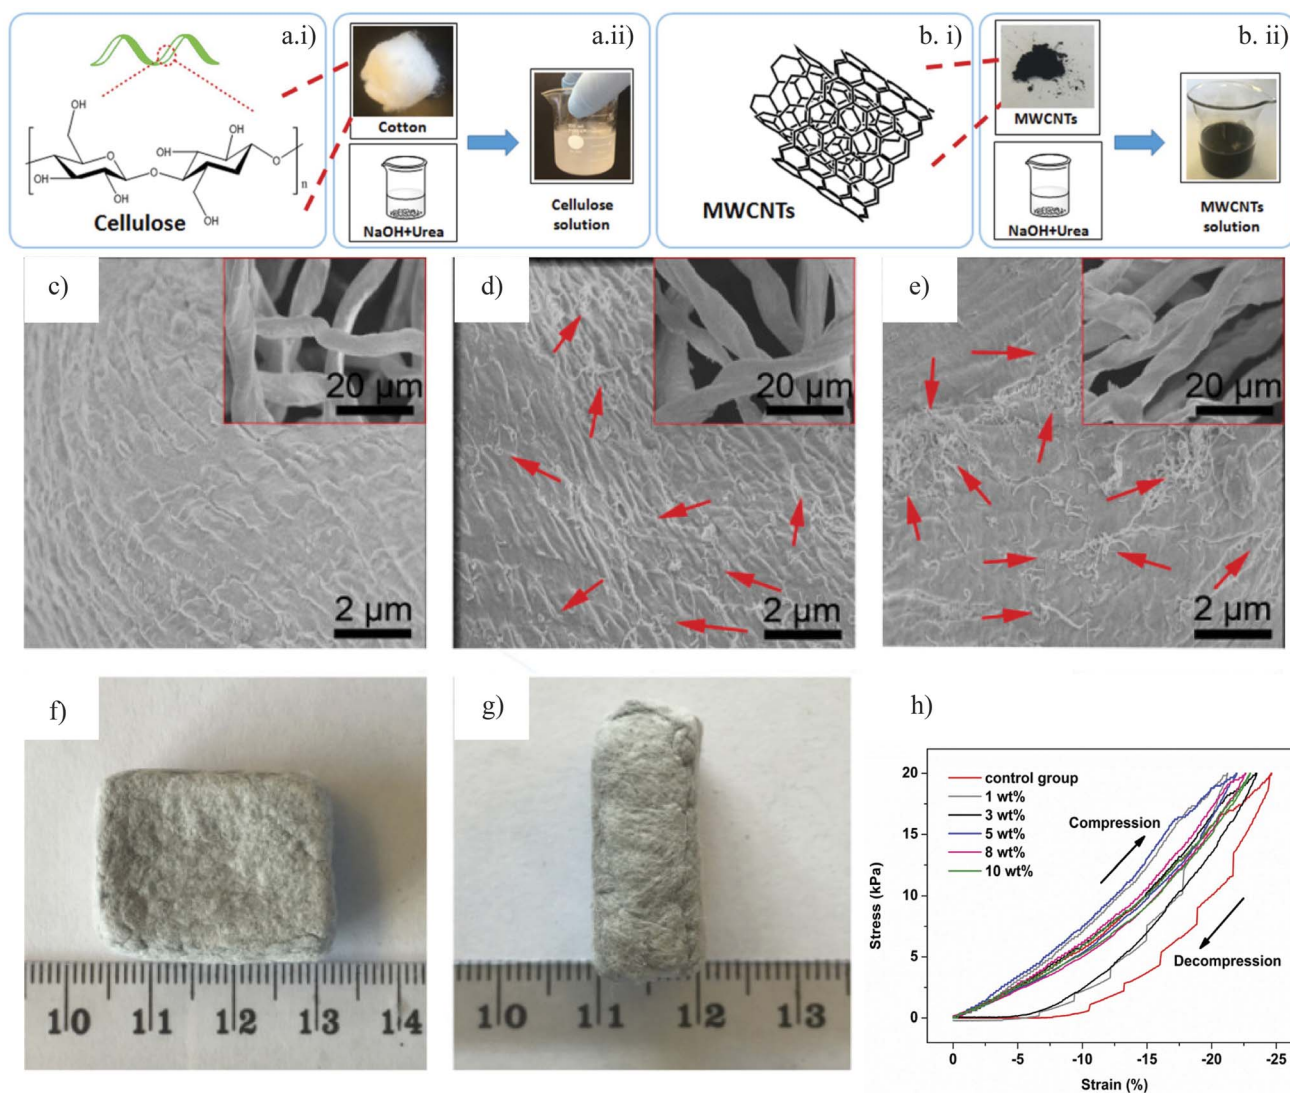 a.i)
OH
OH
OH
O
O
O
O
HO
OH
OH
OH
n
Cellulose
a.ii)
Cotton
NaOH+Urea
Cellulose
solution
b. i)
MWCNTs
b. ii)
MWCNTs
NaOH+Urea
MWCNTs
solution
c)
20 µm
2 µm
d)
20 µm
2 µm
e)
20 µm
2 µm
f)
10 11 12 13 14
g)
10 11 12 13
h)
control group
1 wt%
3 wt%
5 wt%
8 wt%
10 wt%
Compression
Decompression
20
15
10
5
0
Stress (kPa)
0 -5 -10 -15 -20 -25
Strain (%)